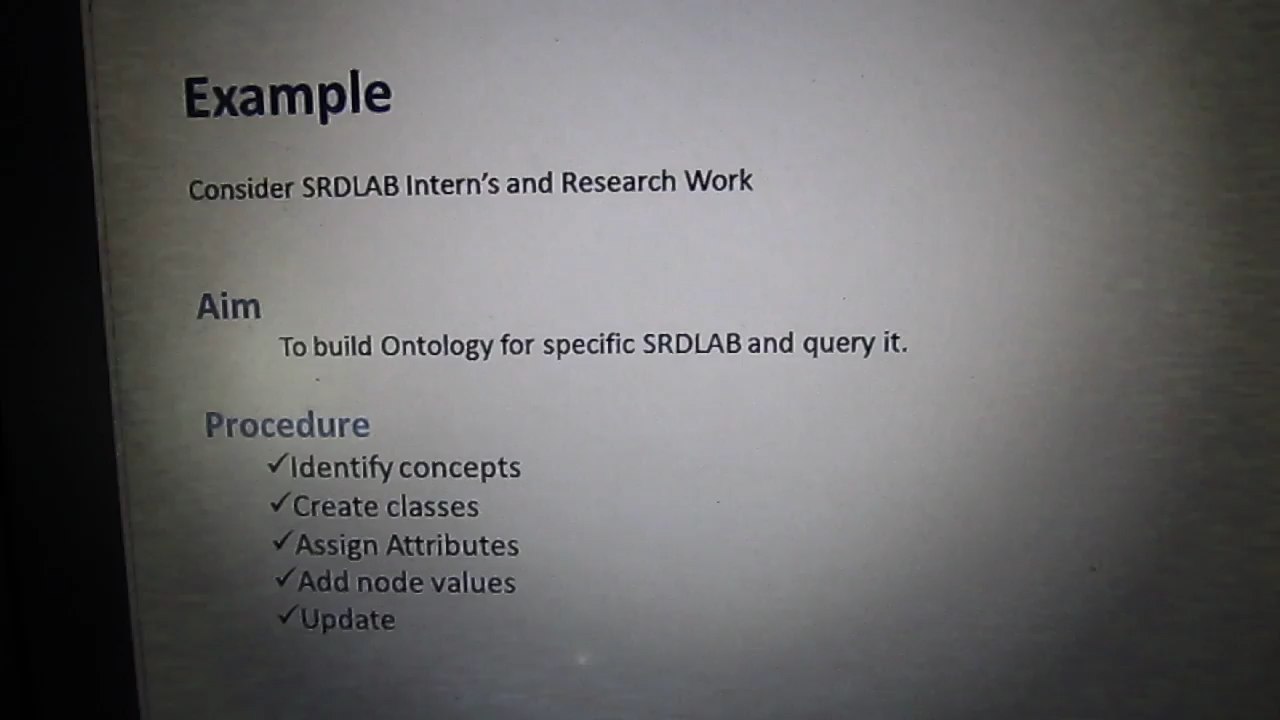 Example
Consider SRDLAB Intern's and Research Work
Aim
To build Ontology for specific SRDLAB and query it.
Procedure
✓Identify concepts
✓Create classes
✓Assign Attributes
✓Add node values
✓Update